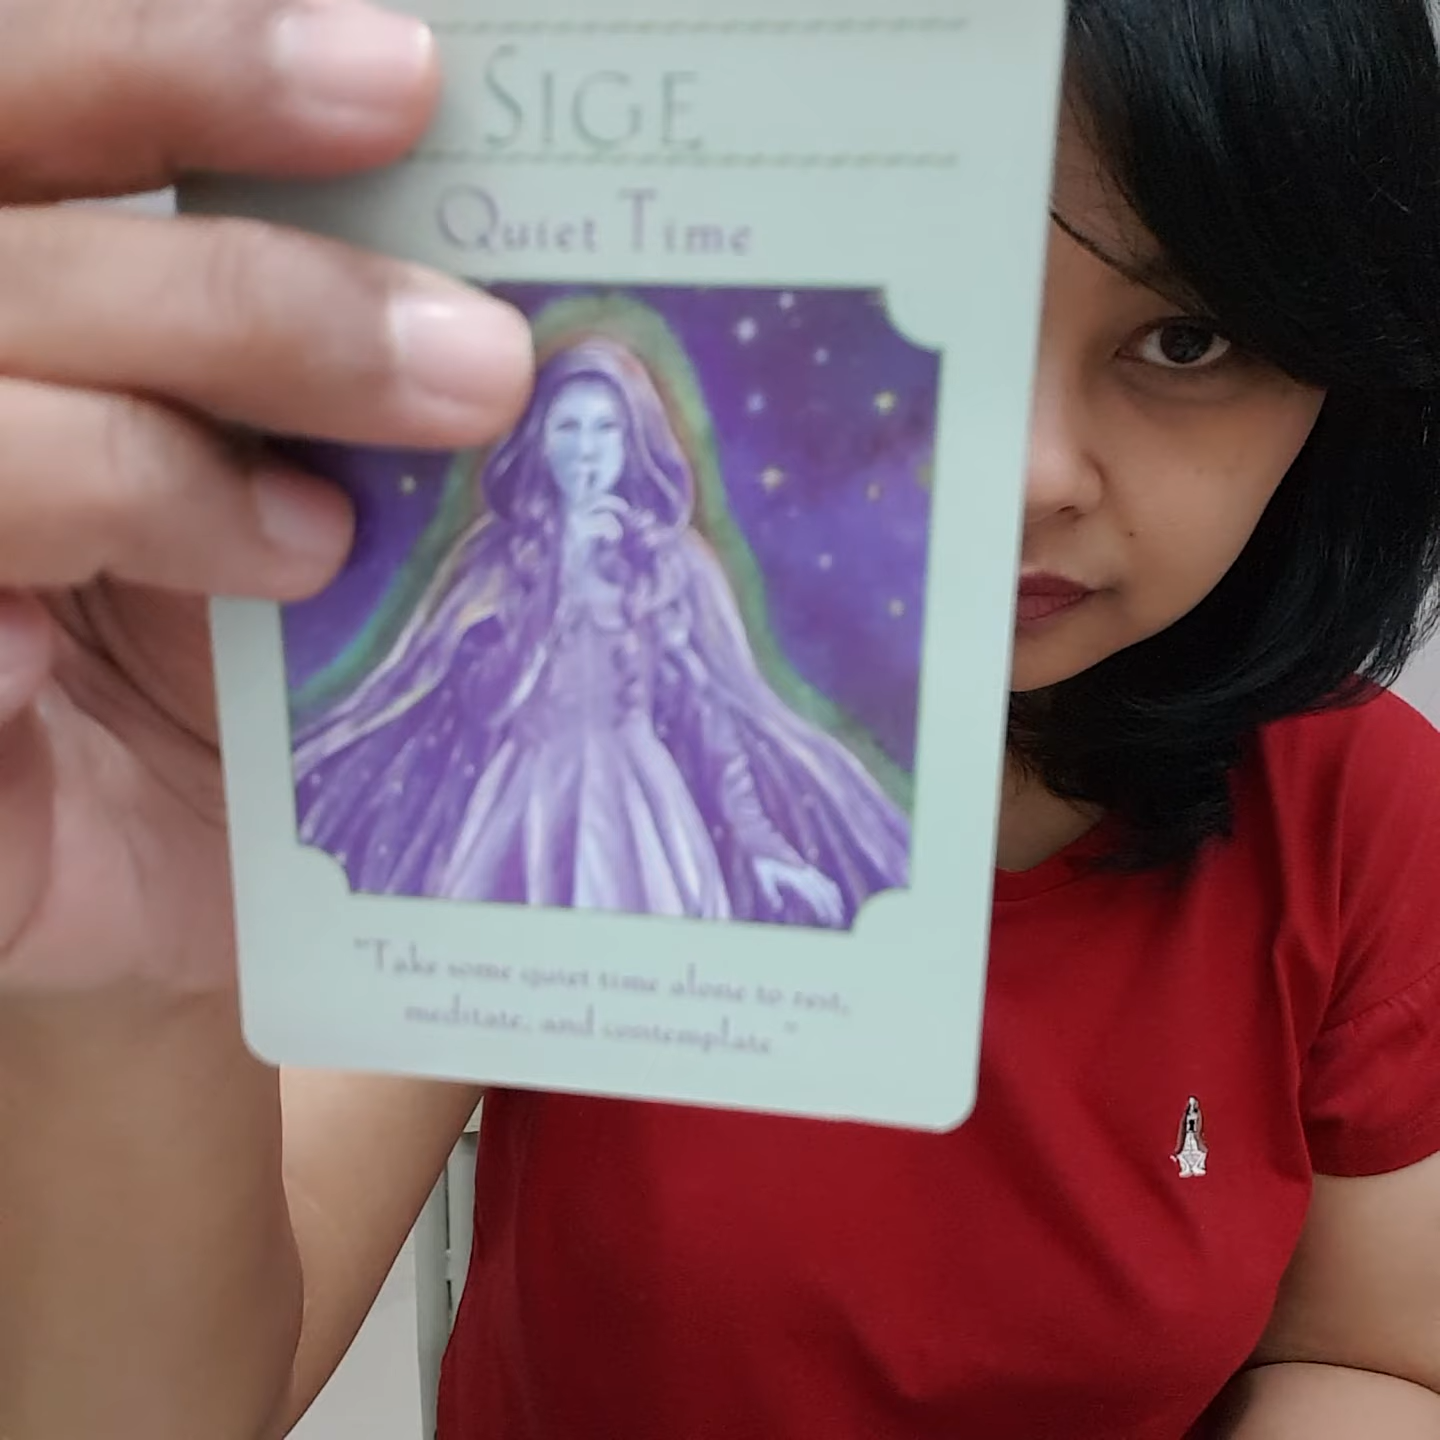 SIGE
Quiet Time
"Take some quiet time alone to rest,
meditate, and contemplate."